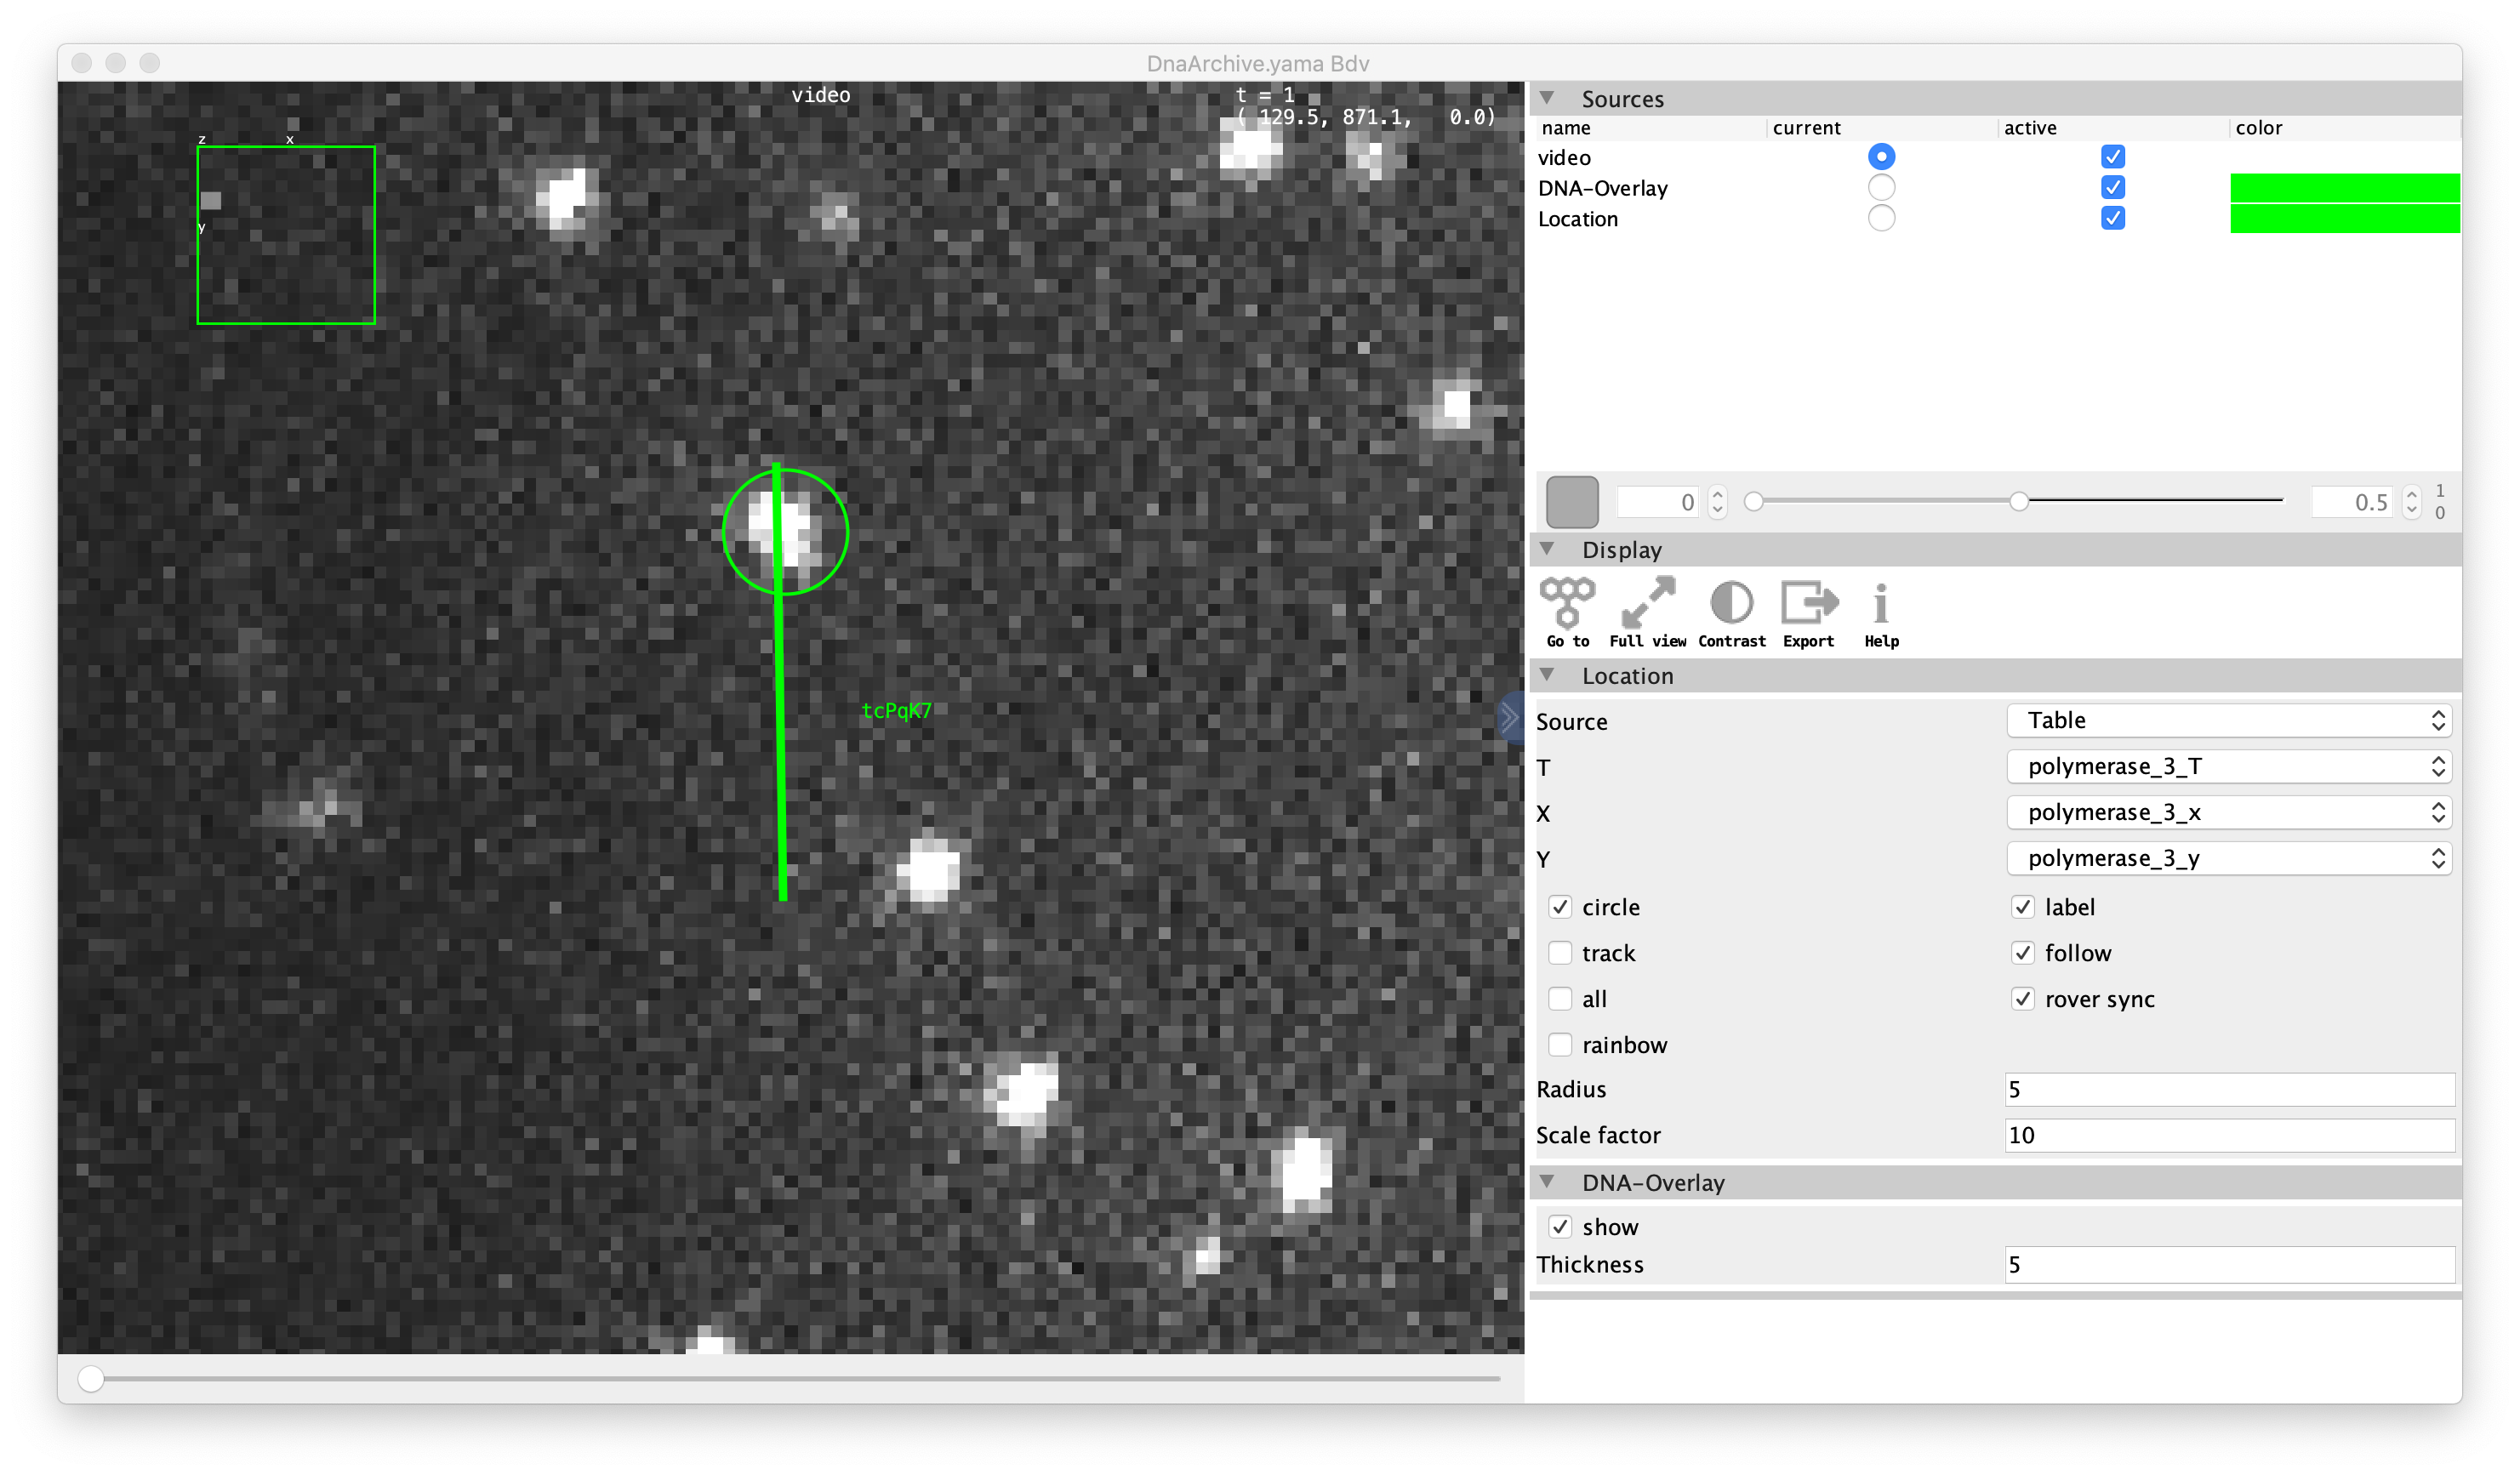 DnaArchive.yama Bdv
video
t = 1
( 129.5, 871.1,   0.0)
z x
y
tcPqK7
Sources
name current active color
video
DNA-Overlay
Location
0 0.5 1
0
Display
Go to Full view Contrast Export Help
Location
Source Table
T polymerase_3_T
X polymerase_3_x
Y polymerase_3_y
circle label
track follow
all rover sync
rainbow
Radius 5
Scale factor 10
DNA-Overlay
show
Thickness 5